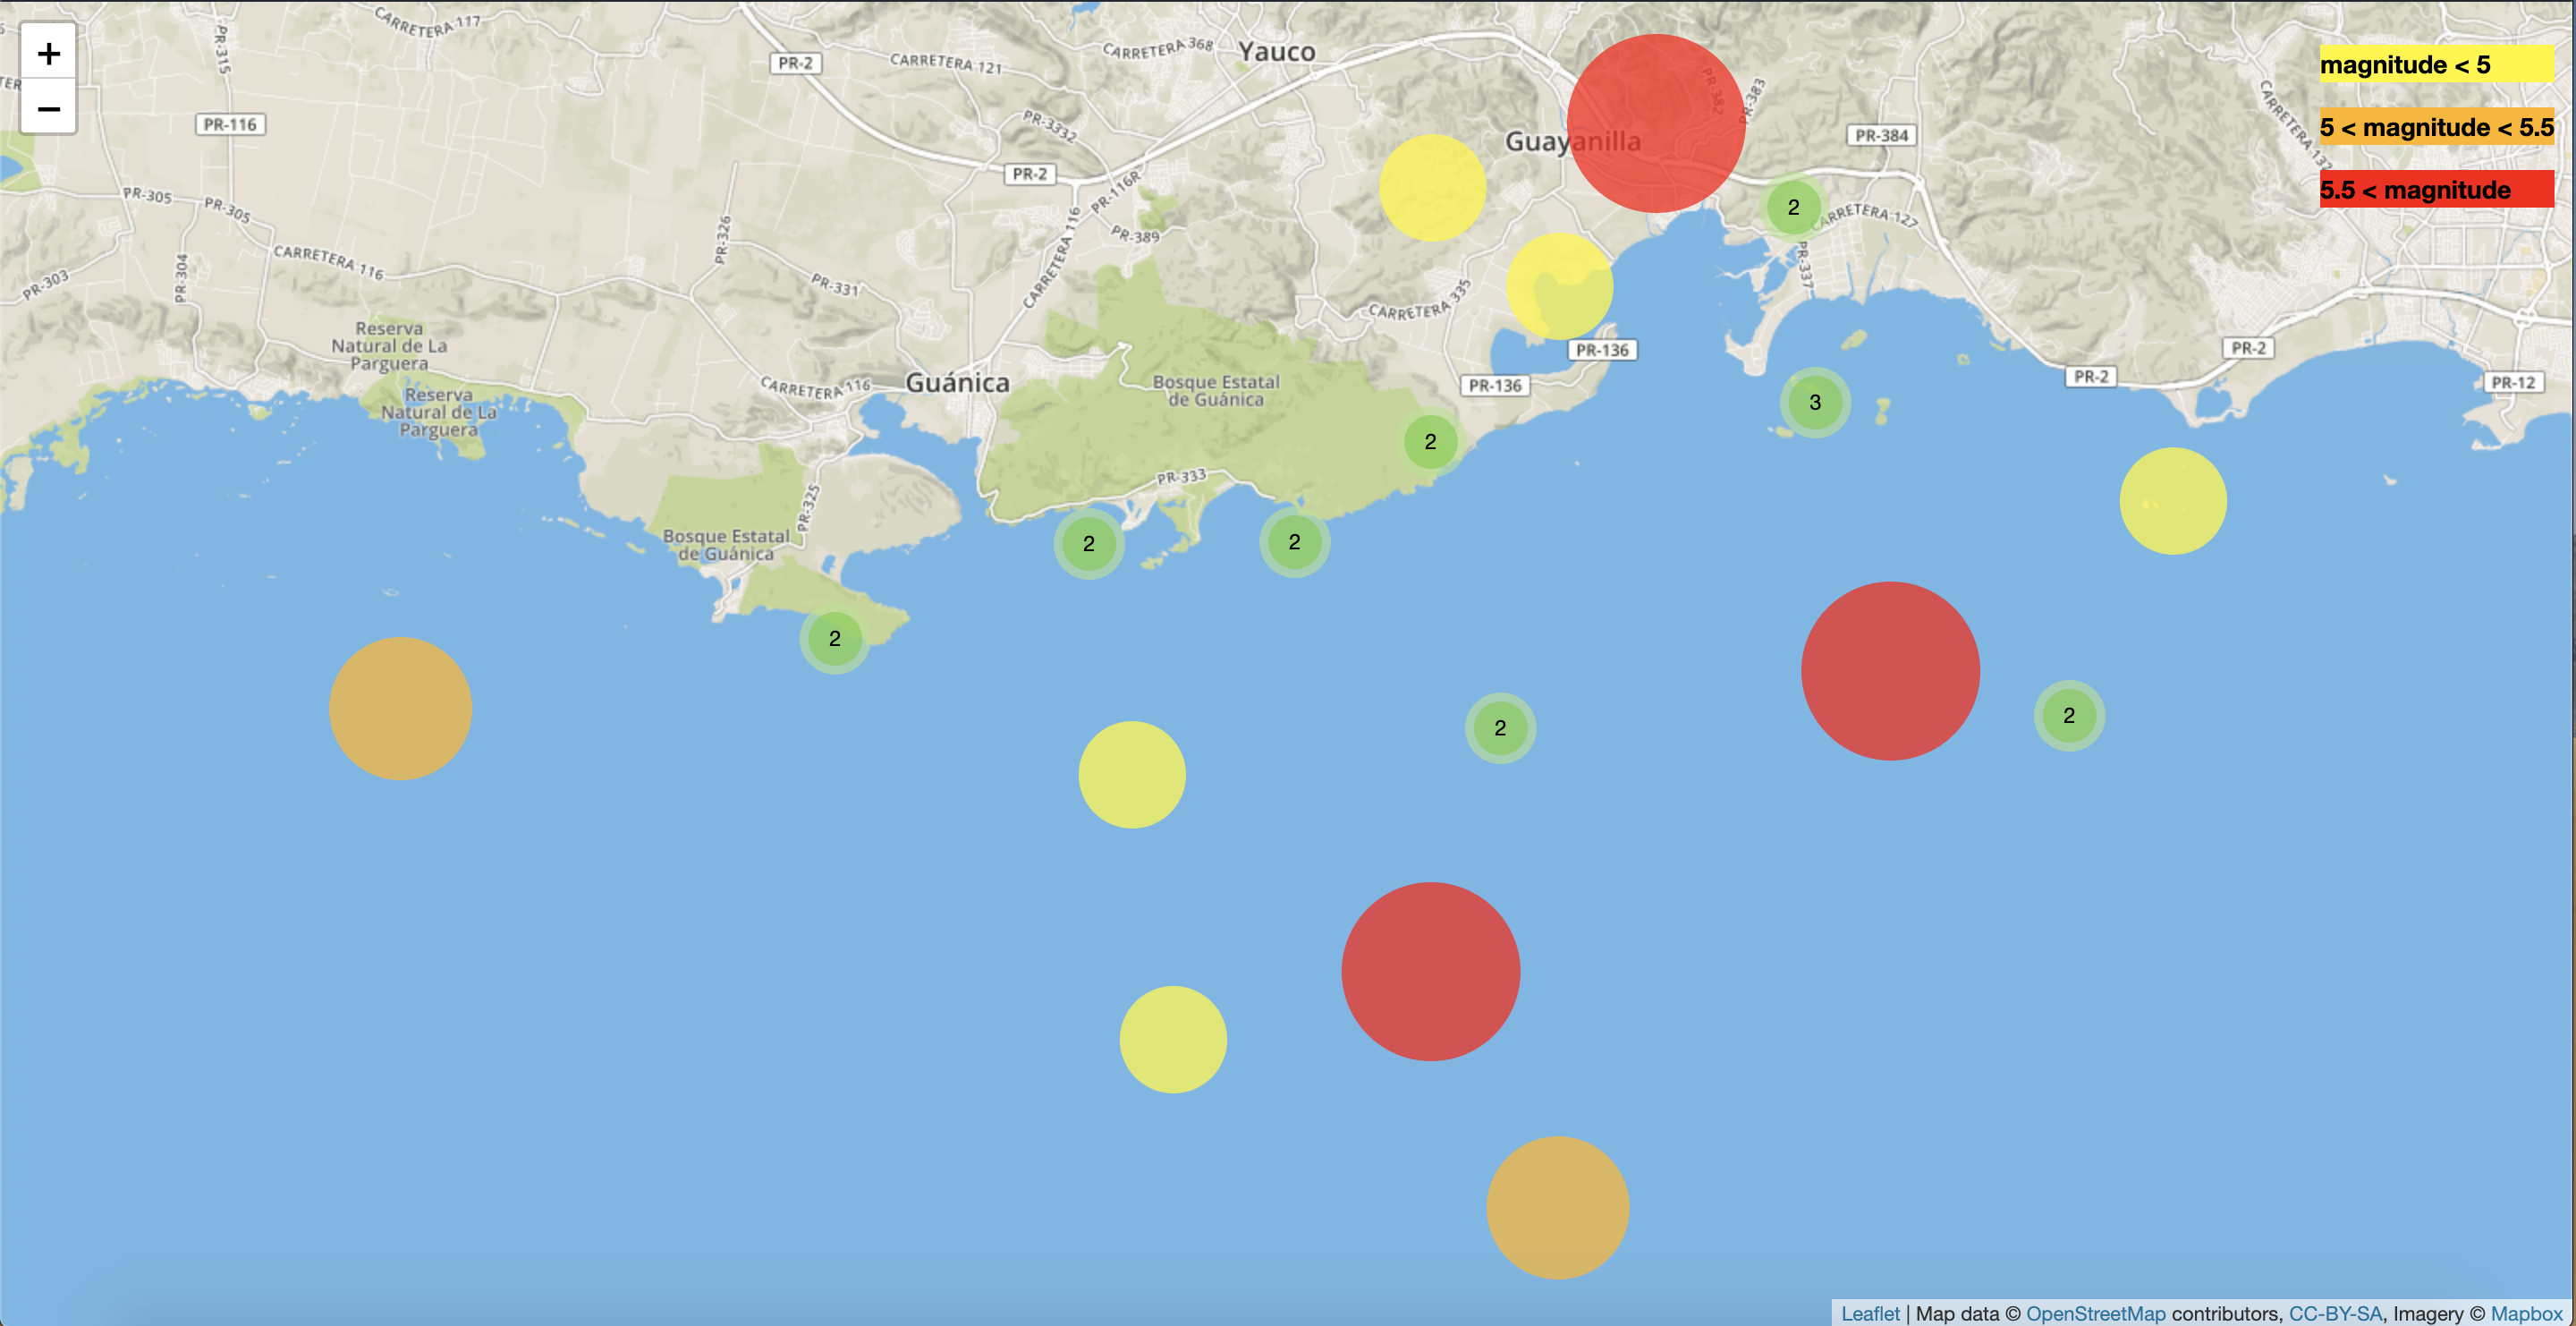 CARRETERA 117
PR-315
+
−
PR-2
CARRETERA 121
CARRETERA 368
Yauco
magnitude < 5
PR-116
PR-3332
PR-382
PR-383
Guayanilla
PR-384
5 < magnitude < 5.5
CARRETERA 132
PR-2
PR-116R
5.5 < magnitude
PR-305
PR-305
2
CARRETERA 127
PR-326
PR-389
CARRETERA 116
CARRETERA 116
PR-303
PR-304
PR-331
CARRETERA 335
PR-337
Reserva
Natural de La
Parguera
PR-136
PR-2
PR-2
PR-12
CARRETERA 116
Guánica
Bosque Estatal
de Guánica
PR-136
3
Reserva
Natural de La
Parguera
2
PR-333
PR-325
Bosque Estatal
de Guánica
2
2
2
2
2
Leaflet | Map data © OpenStreetMap contributors, CC-BY-SA, Imagery © Mapbox